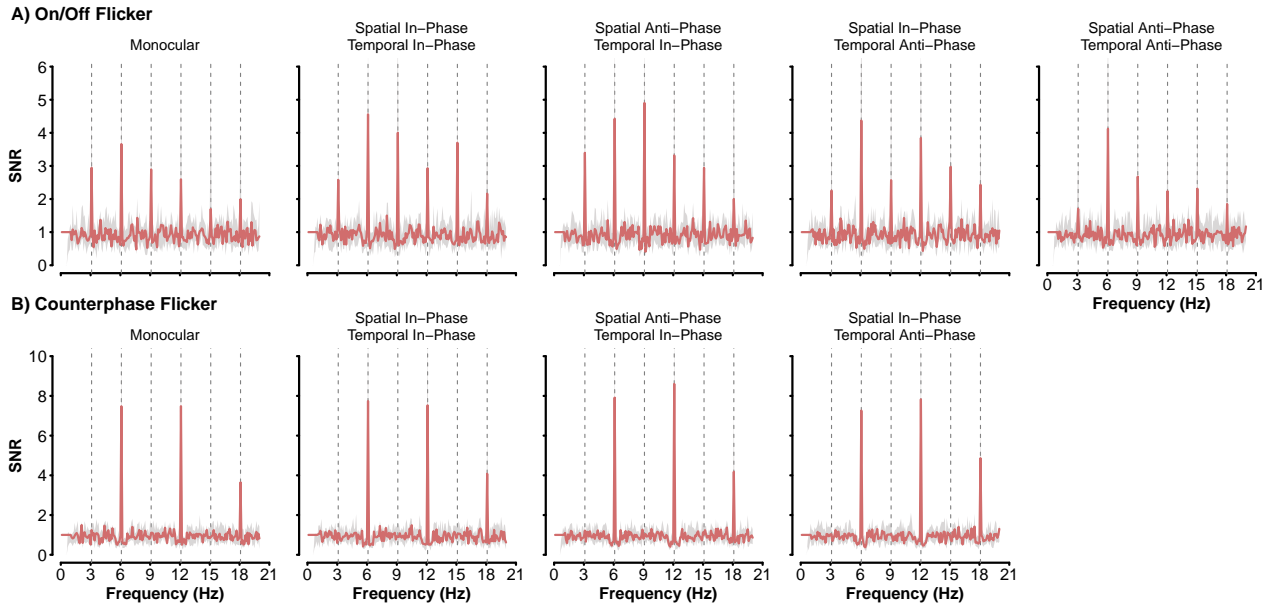 A) On/Off Flicker
Monocular
Spatial In−Phase
Temporal In−Phase
Spatial Anti−Phase
Temporal In−Phase
Spatial In−Phase
Temporal Anti−Phase
Spatial Anti−Phase
Temporal Anti−Phase
SNR
6
5
4
3
2
1
0
0 3 6 9 12 15 18 21
Frequency (Hz)
B) Counterphase Flicker
Monocular
Spatial In−Phase
Temporal In−Phase
Spatial Anti−Phase
Temporal In−Phase
Spatial In−Phase
Temporal Anti−Phase
SNR
10
8
6
4
2
0
0 3 6 9 12 15 18 21
Frequency (Hz)
0 3 6 9 12 15 18 21
Frequency (Hz)
0 3 6 9 12 15 18 21
Frequency (Hz)
0 3 6 9 12 15 18 21
Frequency (Hz)